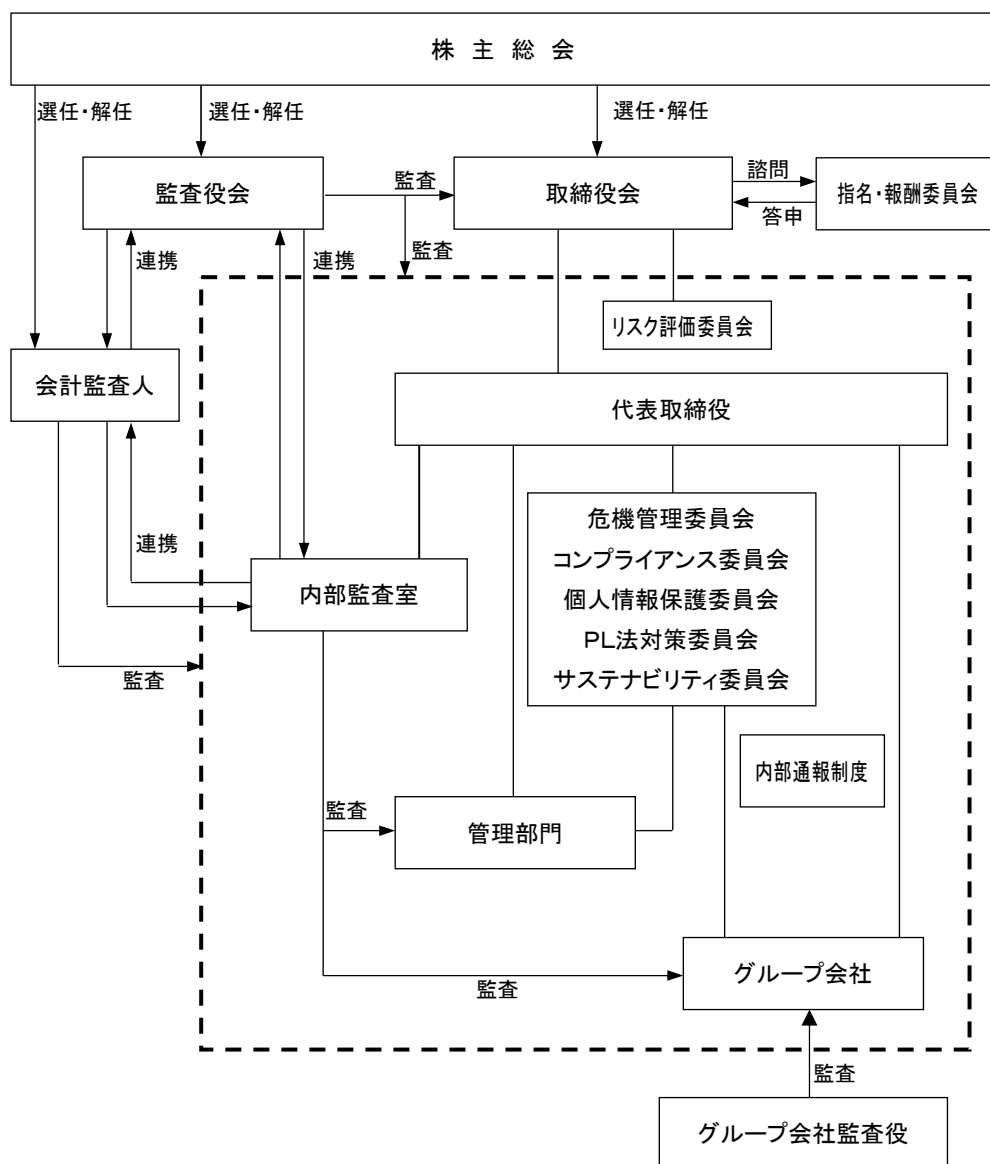 株 主 総 会
選任・解任
選任・解任
選任・解任
監査役会
監査
取締役会
諮問
答申
指名・報酬委員会
連携
連携
監査
リスク評価委員会
会計監査人
代表取締役
危機管理委員会
コンプライアンス委員会
個人情報保護委員会
PL法対策委員会
サステナビリティ委員会
連携
内部監査室
監査
内部通報制度
監査
管理部門
グループ会社
監査
監査
グループ会社監査役